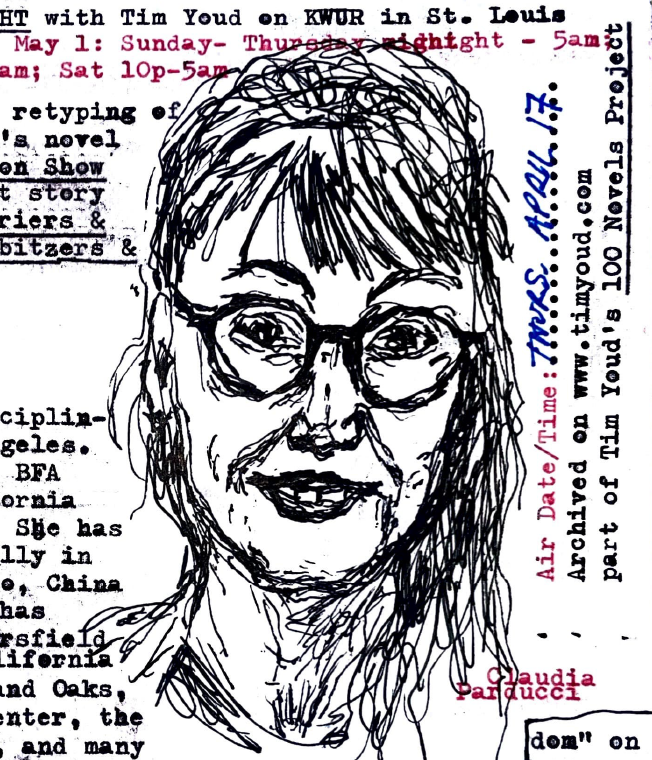 HT with Tim Youd on KWUR in St. Louis
May 1: Sunday- Thursday midnight - 5am;
am; Sat 10p-5am
retyping of
's novel
on Show
t story
riers &
bitzers &
ciplin-
geles.
BFA
ornia
She has
lly in
o, China
has
rsfield
lifornia
and Oaks,
enter, the
, and many
Air Date/Time: THURS. APRIL 17
Archived on www.timyoud.com
part of Tim Youd's 100 Novels Project
Claudia
Parducci
dom" on